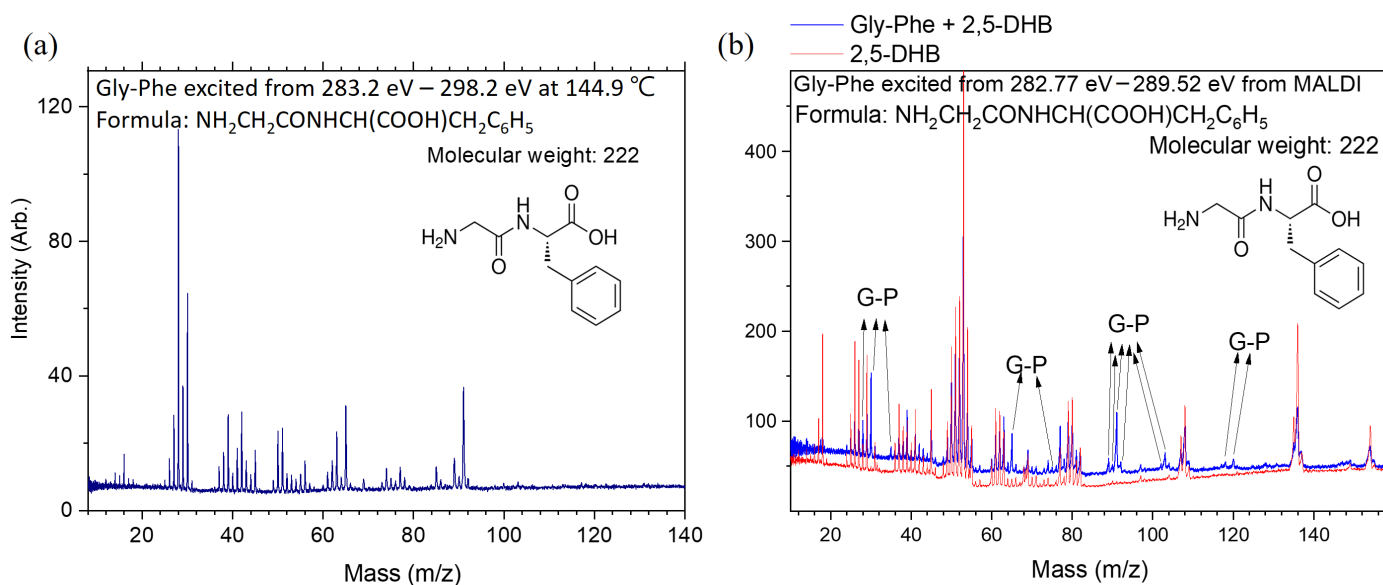 (a)
Gly-Phe excited from 283.2 eV – 298.2 eV at 144.9 ℃
Formula: NH₂CH₂CONHCH(COOH)CH₂C₆H₅
Molecular weight: 222
H
N
O
OH
H₂N
O
120
80
40
0
Intensity (Arb.)
20
40
60
80
100
120
140
Mass (m/z)
(b)
Gly-Phe + 2,5-DHB
2,5-DHB
Gly-Phe excited from 282.77 eV – 289.52 eV from MALDI
Formula: NH₂CH₂CONHCH(COOH)CH₂C₆H₅
Molecular weight: 222
H
N
O
OH
H₂N
O
G-P
G-P
G-P
G-P
400
300
200
100
20
40
60
80
100
120
140
Mass (m/z)